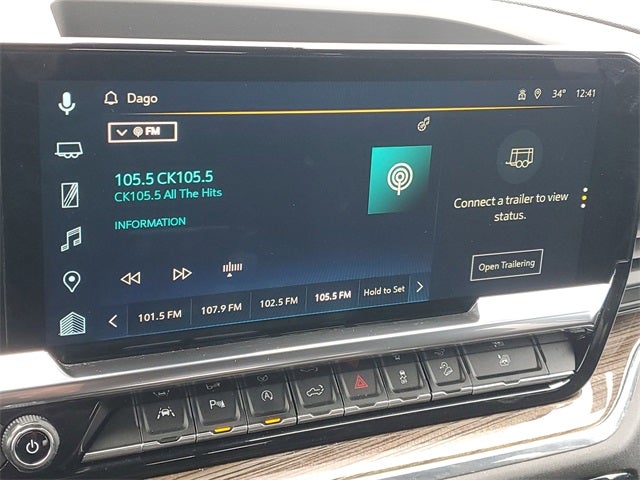 Dago
34° 12:41
FM
105.5 CK105.5
CK105.5 All The Hits
INFORMATION
Connect a trailer to view
status.
Open Trailering
101.5 FM 107.9 FM 102.5 FM 105.5 FM Hold to Set
P
A